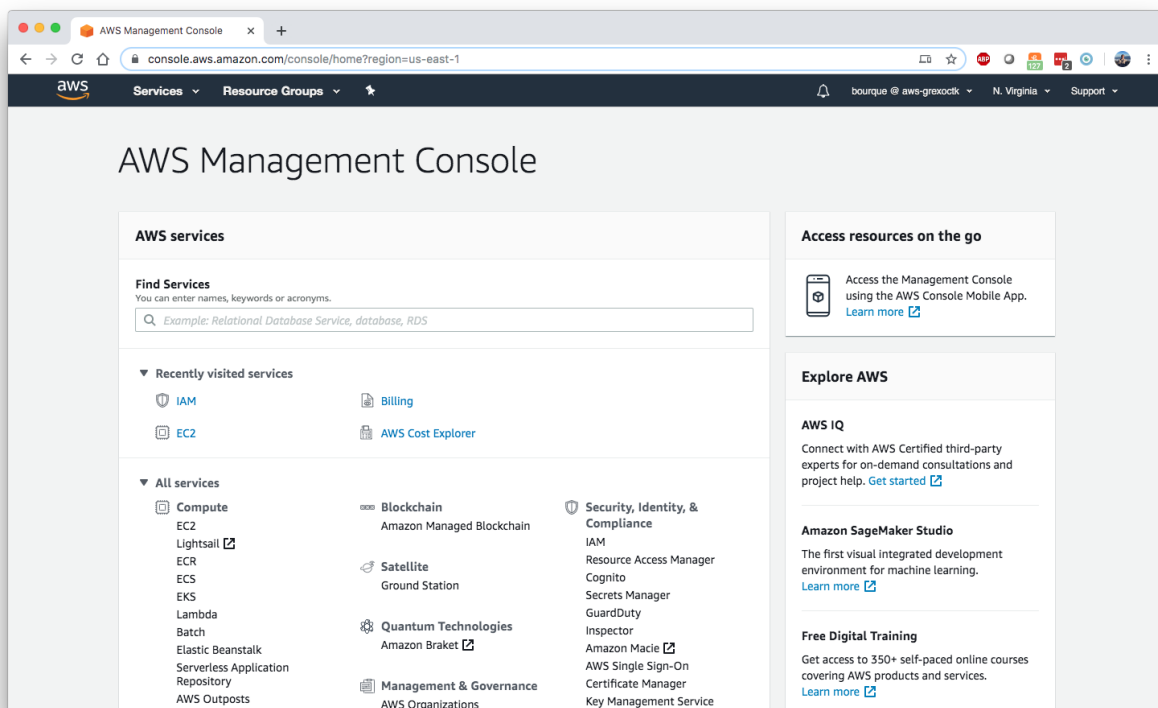 AWS Management Console
console.aws.amazon.com/console/home?region=us-east-1
ABP
127
2
aws
Services
Resource Groups
bourque @ aws-grexoctk
N. Virginia
Support
AWS Management Console
AWS services
Find Services
You can enter names, keywords or acronyms.
Example: Relational Database Service, database, RDS
Recently visited services
IAM
Billing
EC2
AWS Cost Explorer
All services
Compute
EC2
Lightsail
ECR
ECS
EKS
Lambda
Batch
Elastic Beanstalk
Serverless Application
Repository
AWS Outposts
Blockchain
Amazon Managed Blockchain
Satellite
Ground Station
Quantum Technologies
Amazon Braket
Management & Governance
AWS Organizations
Security, Identity, &
Compliance
IAM
Resource Access Manager
Cognito
Secrets Manager
GuardDuty
Inspector
Amazon Macie
AWS Single Sign-On
Certificate Manager
Key Management Service
Access resources on the go
Access the Management Console
using the AWS Console Mobile App.
Learn more
Explore AWS
AWS IQ
Connect with AWS Certified third-party
experts for on-demand consultations and
project help. Get started
Amazon SageMaker Studio
The first visual integrated development
environment for machine learning.
Learn more
Free Digital Training
Get access to 350+ self-paced online courses
covering AWS products and services.
Learn more